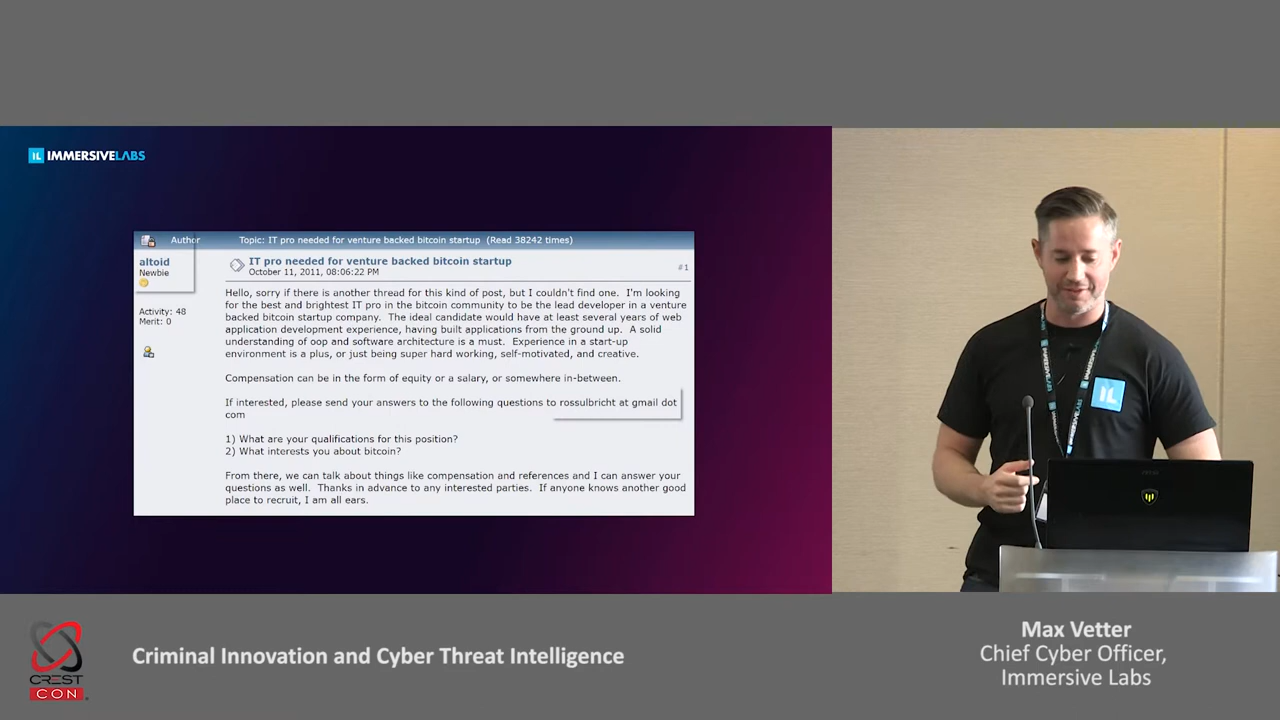 IL IMMERSIVELABS
Author Topic: IT pro needed for venture backed bitcoin startup (Read 38242 times)
altoid
Newbie
Activity: 48
Merit: 0
IT pro needed for venture backed bitcoin startup
October 11, 2011, 08:06:22 PM
#1
Hello, sorry if there is another thread for this kind of post, but I couldn't find one. I'm looking
for the best and brightest IT pro in the bitcoin community to be the lead developer in a venture
backed bitcoin startup company. The ideal candidate would have at least several years of web
application development experience, having built applications from the ground up. A solid
understanding of oop and software architecture is a must. Experience in a start-up
environment is a plus, or just being super hard working, self-motivated, and creative.
Compensation can be in the form of equity or a salary, or somewhere in-between.
If interested, please send your answers to the following questions to rossulbricht at gmail dot
com
1) What are your qualifications for this position?
2) What interests you about bitcoin?
From there, we can talk about things like compensation and references and I can answer your
questions as well. Thanks in advance to any interested parties. If anyone knows another good
place to recruit, I am all ears.
IL
CREST
CON
Criminal Innovation and Cyber Threat Intelligence
Max Vetter
Chief Cyber Officer,
Immersive Labs